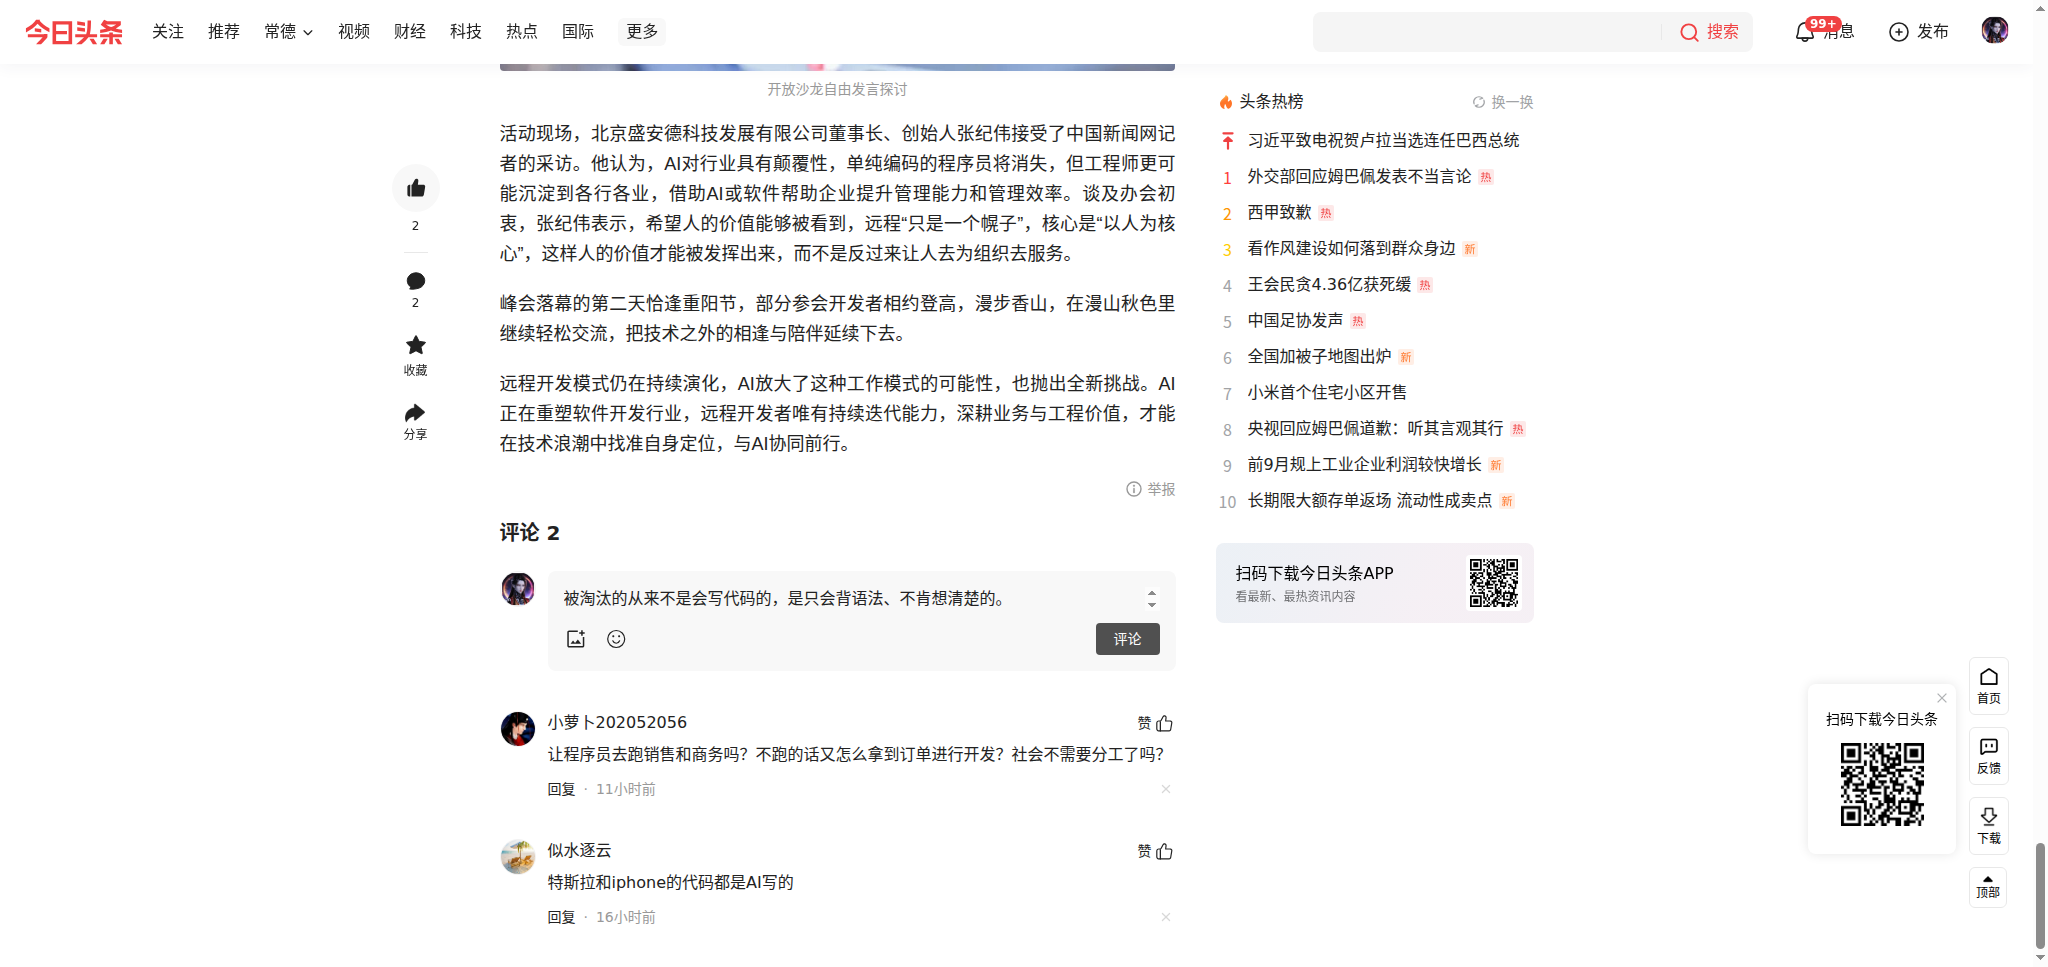 今日头条
关注 推荐 常德 视频 财经 科技 热点 国际 更多
搜索
99+
消息
发布
开放沙龙自由发言探讨
活动现场，北京盛安德科技发展有限公司董事长、创始人张纪伟接受了中国新闻网记
者的采访。他认为，AI对行业具有颠覆性，单纯编码的程序员将消失，但工程师更可
能沉淀到各行各业，借助AI或软件帮助企业提升管理能力和管理效率。谈及办会初
衷，张纪伟表示，希望人的价值能够被看到，远程“只是一个幌子”，核心是“以人为核
心”，这样人的价值才能被发挥出来，而不是反过来让人去为组织去服务。
峰会落幕的第二天恰逢重阳节，部分参会开发者相约登高，漫步香山，在漫山秋色里
继续轻松交流，把技术之外的相逢与陪伴延续下去。
远程开发模式仍在持续演化，AI放大了这种工作模式的可能性，也抛出全新挑战。AI
正在重塑软件开发行业，远程开发者唯有持续迭代能力，深耕业务与工程价值，才能
在技术浪潮中找准自身定位，与AI协同前行。
2
2
收藏
分享
举报
评论 2
被淘汰的从来不是会写代码的，是只会背语法、不肯想清楚的。
评论
小萝卜202052056
赞
让程序员去跑销售和商务吗？不跑的话又怎么拿到订单进行开发？社会不需要分工了吗？
回复 · 11小时前
似水逐云
赞
特斯拉和iphone的代码都是AI写的
回复 · 16小时前
头条热榜
换一换
习近平致电祝贺卢拉当选连任巴西总统
1 外交部回应姆巴佩发表不当言论 热
2 西甲致歉 热
3 看作风建设如何落到群众身边 新
4 王会民贪4.36亿获死缓 热
5 中国足协发声 热
6 全国加被子地图出炉 新
7 小米首个住宅小区开售
8 央视回应姆巴佩道歉：听其言观其行 热
9 前9月规上工业企业利润较快增长 新
10 长期限大额存单返场 流动性成卖点 新
扫码下载今日头条APP
看最新、最热资讯内容
扫码下载今日头条
首页
反馈
下载
顶部